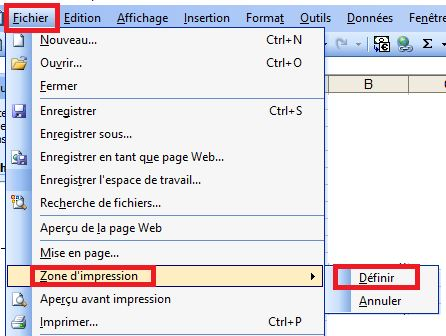 Fichier Edition Affichage Insertion Format Outils Données Fenêtre
Nouveau... Ctrl+N
Ouvrir... Ctrl+O
Fermer
Enregistrer Ctrl+S
Enregistrer sous...
Enregistrer en tant que page Web...
Enregistrer l'espace de travail...
Recherche de fichiers...
Aperçu de la page Web
Mise en page...
Zone d'impression
Aperçu avant impression
Imprimer... Ctrl+P
Σ
B C
Définir
Annuler